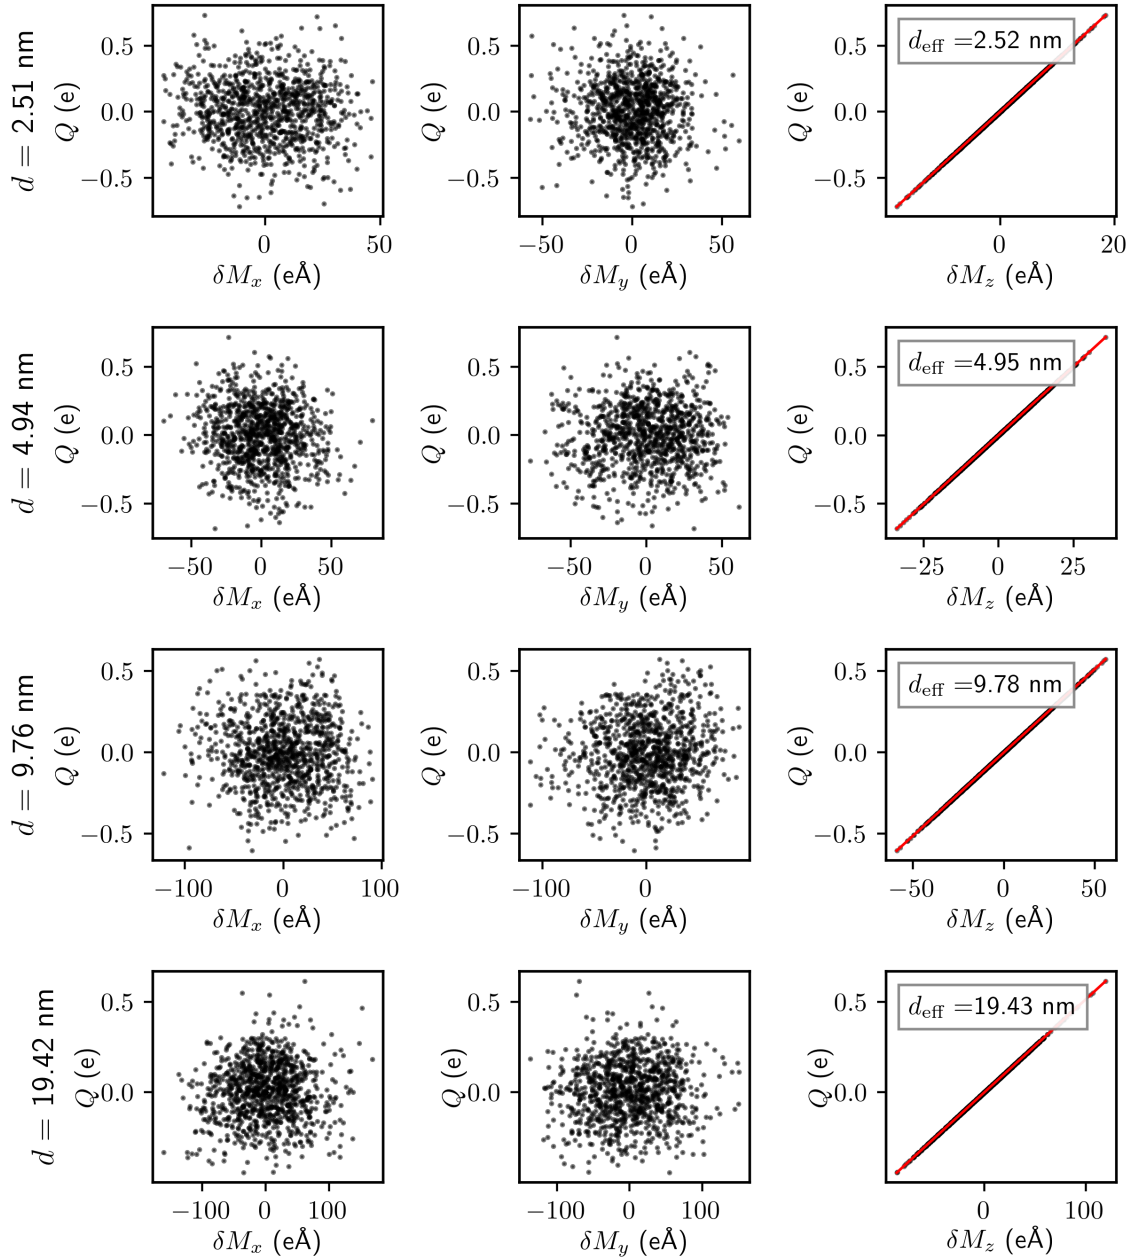 d = 2.51 nm
Q (e)
0.5
0.0
−0.5
0
50
δM_x (eÅ)
Q (e)
0.5
0.0
−0.5
−50
0
50
δM_y (eÅ)
Q (e)
0.5
0.0
−0.5
d_eff =2.52 nm
0
20
δM_z (eÅ)
d = 4.94 nm
Q (e)
0.5
0.0
−0.5
−50
0
50
δM_x (eÅ)
Q (e)
0.5
0.0
−0.5
−50
0
50
δM_y (eÅ)
Q (e)
0.5
0.0
−0.5
d_eff =4.95 nm
−25
0
25
δM_z (eÅ)
d = 9.76 nm
Q (e)
0.5
0.0
−0.5
−100
0
100
δM_x (eÅ)
Q (e)
0.5
0.0
−0.5
−100
0
δM_y (eÅ)
Q (e)
0.5
0.0
−0.5
d_eff =9.78 nm
−50
0
50
δM_z (eÅ)
d = 19.42 nm
Q (e)
0.5
0.0
−100
0
100
δM_x (eÅ)
Q (e)
0.5
0.0
−100
0
100
δM_y (eÅ)
Q (e)
0.5
0.0
d_eff =19.43 nm
0
100
δM_z (eÅ)